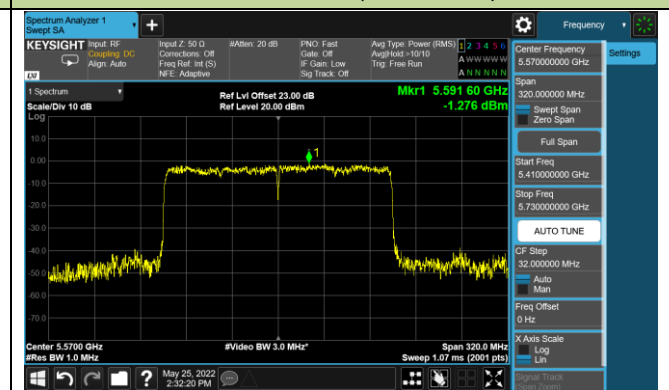 Spectrum Analyzer 1
Swept SA
Frequency
KEYSIGHT
Input: RF
Coupling: DC
Align: Auto
Input Z: 50 Ω
Corrections: Off
Freq Ref: Int (S)
NFE: Adaptive
#Atten: 20 dB
PNO: Fast
Gate: Off
IF Gain: Low
Sig Track: Off
Avg Type: Power (RMS)
Avg|Hold:>10/10
Trig: Free Run
1 2 3 4 5 6
A W W W W W
A N N N N N
LXI
Center Frequency
5.570000000 GHz
Settings
Span
320.000000 MHz
Swept Span
Zero Span
Full Span
Start Freq
5.410000000 GHz
Stop Freq
5.730000000 GHz
AUTO TUNE
CF Step
32.000000 MHz
Auto
Man
Freq Offset
0 Hz
X Axis Scale
Log
Lin
Signal Track
(Span Zoom)
1 Spectrum
Scale/Div 10 dB
Log
Ref Lvl Offset 23.00 dB
Ref Level 20.00 dBm
Mkr1 5.591 60 GHz
-1.276 dBm
1
10.0
0.00
-10.0
-20.0
-30.0
-40.0
-50.0
-60.0
-70.0
Center 5.5700 GHz
#Res BW 1.0 MHz
#Video BW 3.0 MHz*
Span 320.0 MHz
Sweep 1.07 ms (2001 pts)
?
May 25, 2022
2:32:20 PM